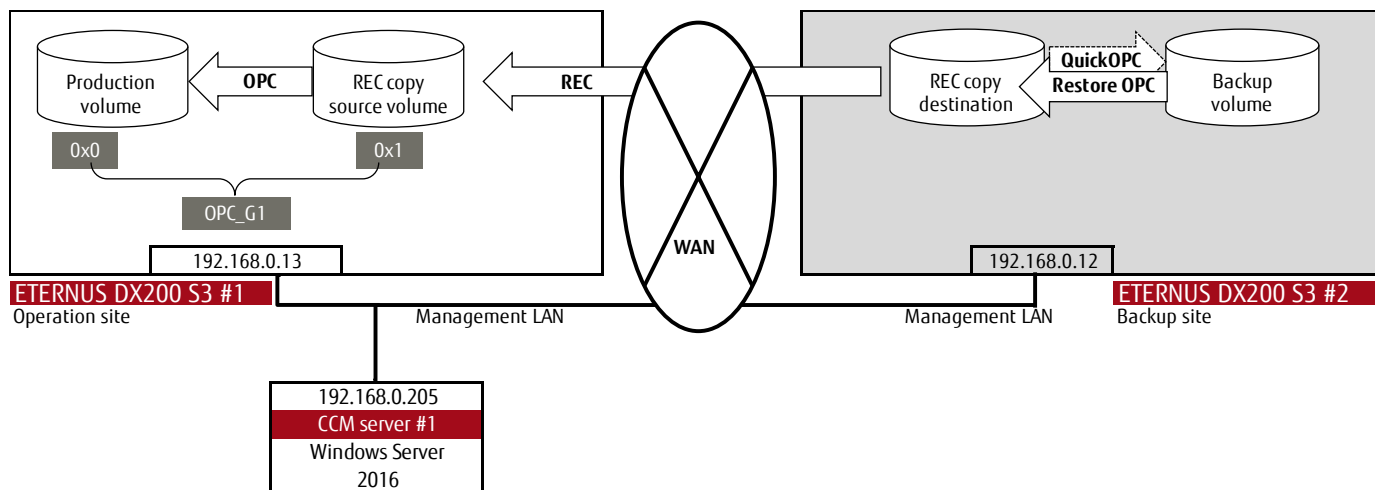 Production
volume
OPC
REC copy
source volume
REC
REC copy
destination
QuickOPC
Restore OPC
Backup
volume
0x0
0x1
OPC_G1
WAN
192.168.0.13
192.168.0.12
ETERNUS DX200 S3 #1
ETERNUS DX200 S3 #2
Operation site
Management LAN
Management LAN
Backup site
192.168.0.205
CCM server #1
Windows Server
2016